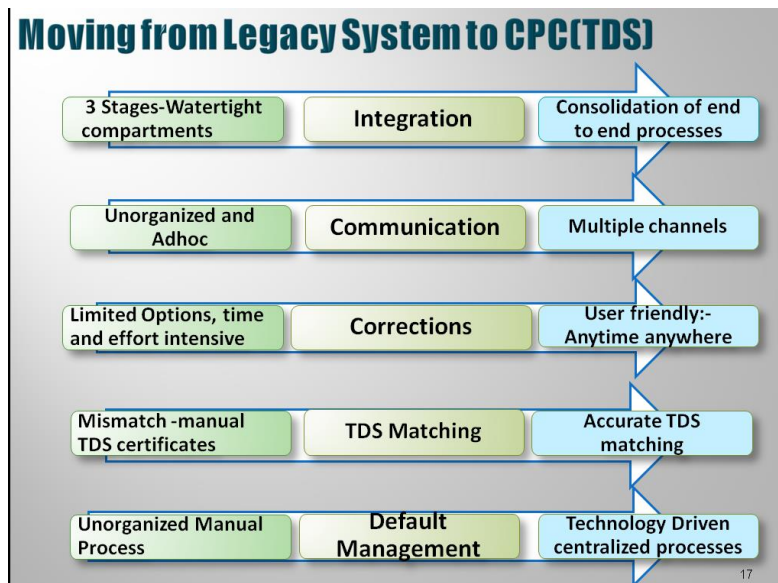 Moving from Legacy System to CPC(TDS)
3 Stages-Watertight
compartments
Integration
Consolidation of end
to end processes
Unorganized and
Adhoc
Communication
Multiple channels
Limited Options, time
and effort intensive
Corrections
User friendly:-
Anytime anywhere
Mismatch -manual
TDS certificates
TDS Matching
Accurate TDS
matching
Unorganized Manual
Process
Default
Management
Technology Driven
centralized processes
17